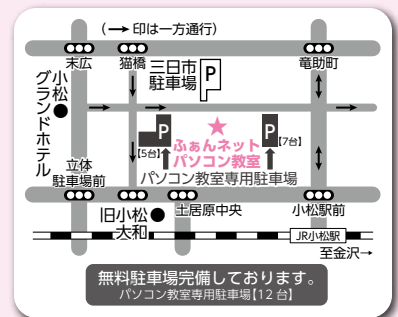 (→印は一方通行)
末広
猫橋
竜助町
三日市
駐車場
P
小松
グランドホテル
P
【5台】
ふぁんネット
パソコン教室
P
【7台】
パソコン教室専用駐車場
立体
駐車場前
旧小松
大和
土居原中央
小松駅前
JR小松駅
至金沢→
無料駐車場完備しております。
パソコン教室専用駐車場【12台】